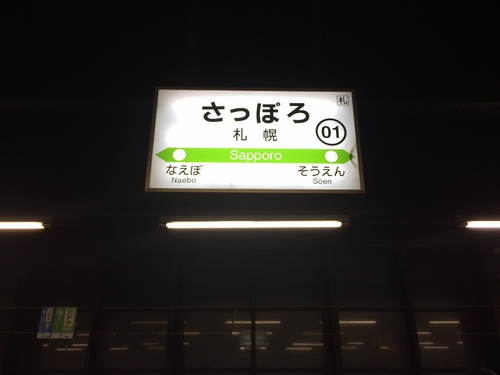 札
さっぽろ
札幌
01
Sapporo
なえぼ そうえん
Naebo Sōen